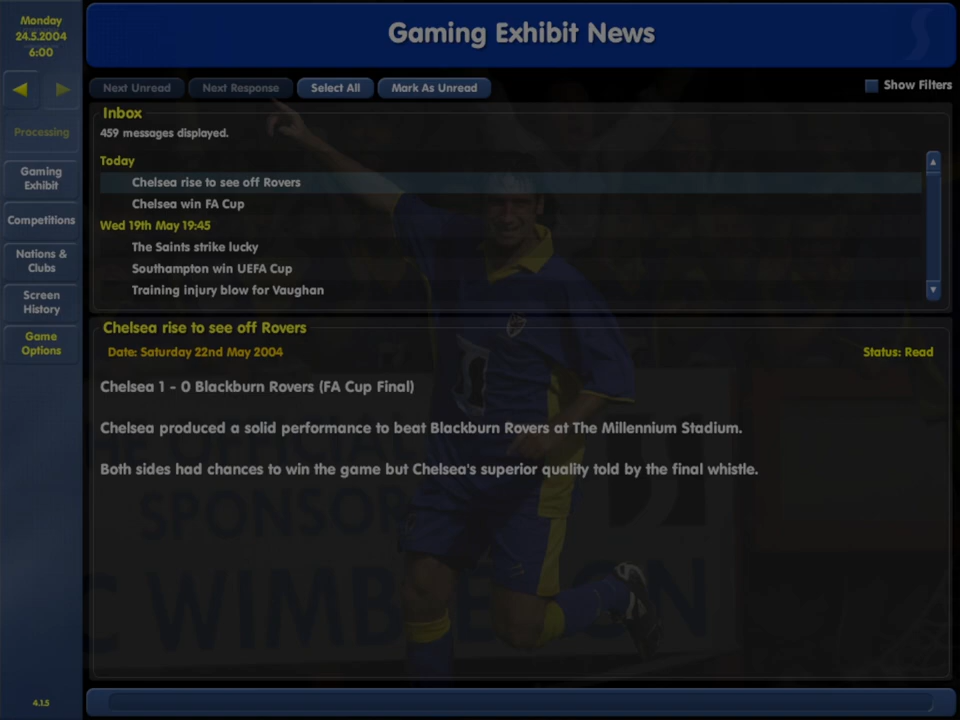 Monday
24.5.2004
6:00
Gaming Exhibit News
Next Unread
Next Response
Select All
Mark As Unread
Show Filters
Processing
Gaming
Exhibit
Competitions
Nations &
Clubs
Screen
History
Game
Options
Inbox
459 messages displayed.
Today
Chelsea rise to see off Rovers
Chelsea win FA Cup
Wed 19th May 19:45
The Saints strike lucky
Southampton win UEFA Cup
Training injury blow for Vaughan
Chelsea rise to see off Rovers
Date: Saturday 22nd May 2004
Status: Read
Chelsea 1 - 0 Blackburn Rovers (FA Cup Final)
Chelsea produced a solid performance to beat Blackburn Rovers at The Millennium Stadium.
Both sides had chances to win the game but Chelsea's superior quality told by the final whistle.
OFFICIAL
SPONSOR
4.1.5